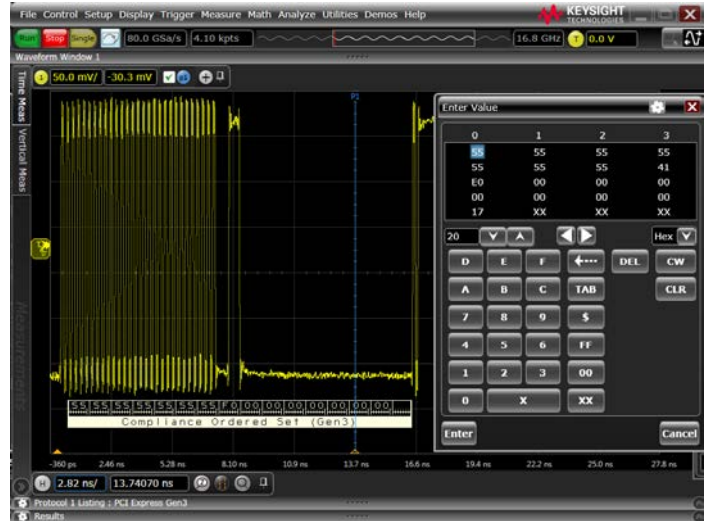 File Control Setup Display Trigger Measure Math Analyze Utilities Demos Help
KEYSIGHT
TECHNOLOGIES
Run Stop Single 80.0 GSa/s 4.10 kpts 16.8 GHz T 0.0 V
Waveform Window 1
1 50.0 mV/ -30.3 mV
Time Meas
Vertical Meas
Measurements
Enter Value
0 1 2 3
55 55 55 55
55 55 55 41
E0 00 00 00
00 00 00 00
17 XX XX XX
20 Hex
D E F DEL CW
A B C TAB CLR
7 8 9 $
4 5 6 FF
1 2 3 00
0 X XX
Enter Cancel
55 55 55 55 55 55 55 F0 00 00 00 00 00 00 00
Compliance Ordered Set (Gen3)
-360 ps 2.46 ns 5.28 ns 8.10 ns 10.9 ns 13.7 ns 16.6 ns 19.4 ns 22.2 ns 25.0 ns 27.8 ns
H 2.82 ns/ 13.74070 ns
Protocol 1 Listing : PCI Express Gen3
Results